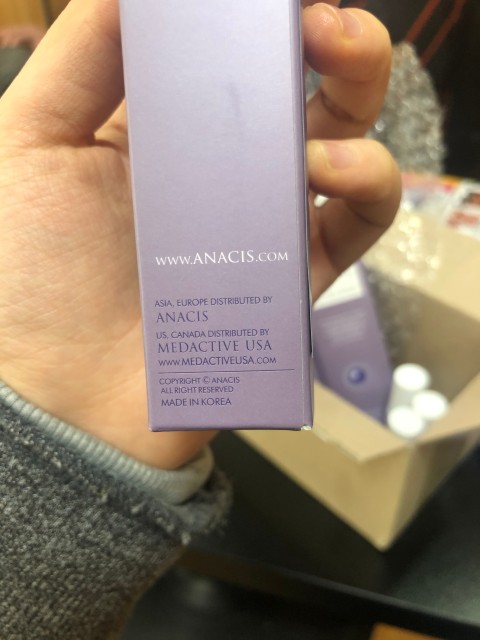 WWW.ANACIS.COM
ASIA, EUROPE DISTRIBUTED BY
ANACIS
US, CANADA DISTRIBUTED BY
MEDACTIVE USA
WWW.MEDACTIVEUSA.COM
COPYRIGHT © ANACIS
ALL RIGHT RESERVED
MADE IN KOREA